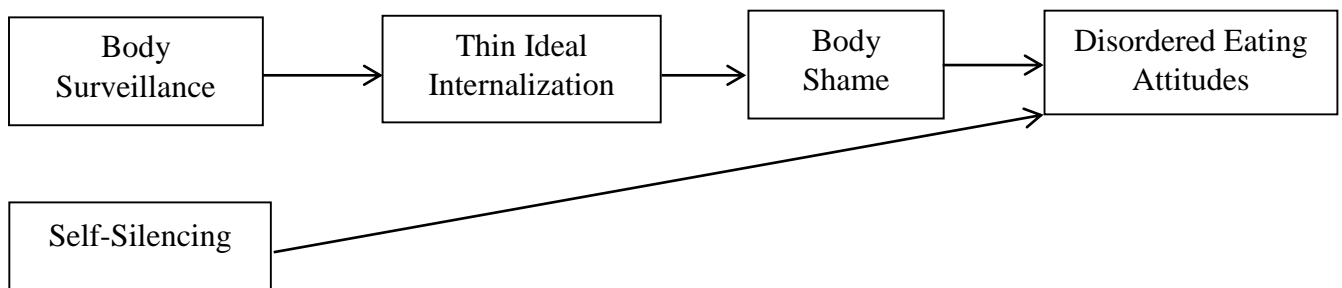 Body
Surveillance
Thin Ideal
Internalization
Body
Shame
Disordered Eating
Attitudes
Self-Silencing